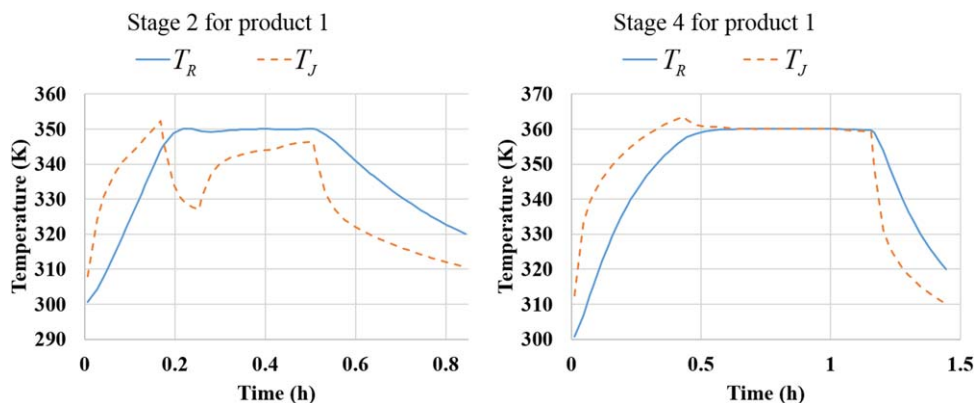 Stage 2 for product 1
T_R T_J
Temperature (K)
360
350
340
330
320
310
300
290
0 0.2 0.4 0.6 0.8
Time (h)
Stage 4 for product 1
T_R T_J
Temperature (K)
370
360
350
340
330
320
310
300
0 0.5 1 1.5
Time (h)